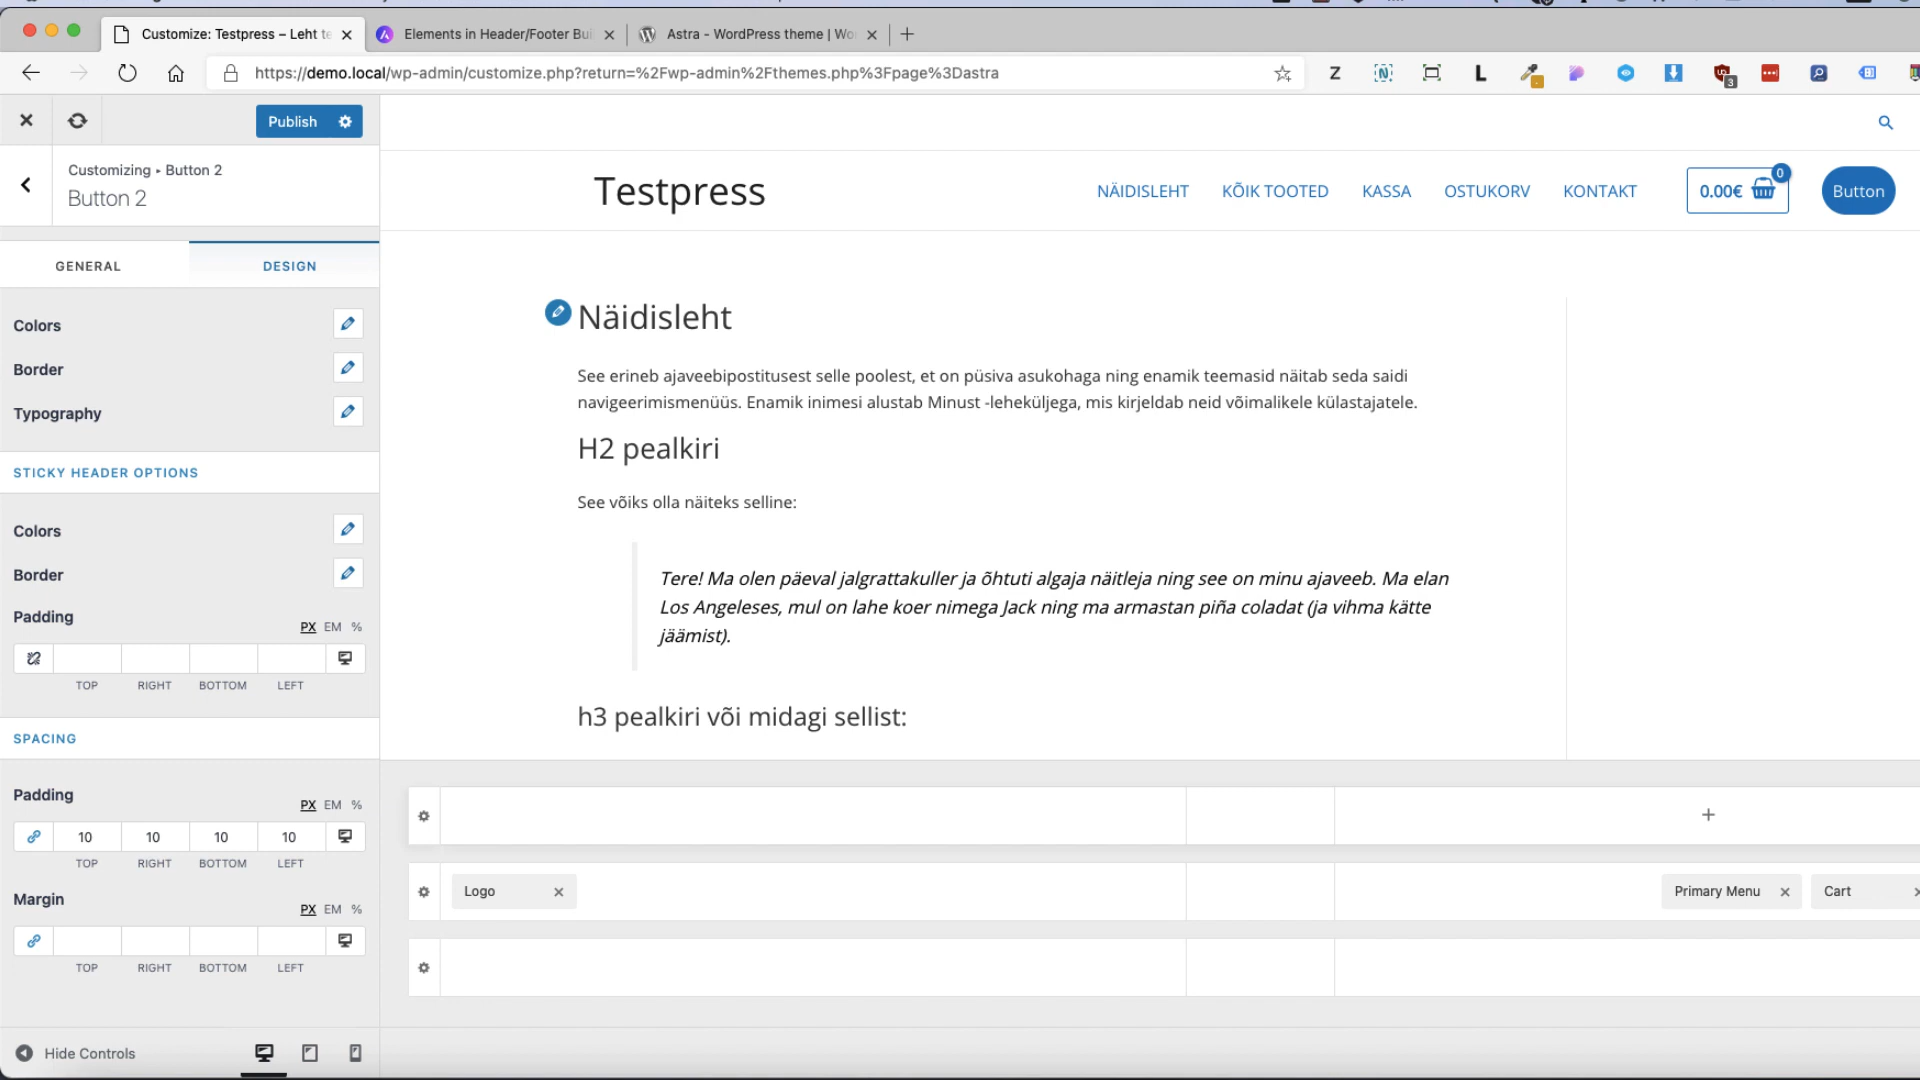 Customize: Testpress – Leht te
Elements in Header/Footer Bui
Astra - WordPress theme | Wo
https://demo.local/wp-admin/customize.php?return=%2Fwp-admin%2Fthemes.php%3Fpage%3Dastra
Z
N
L
3
Publish
Customizing ▸ Button 2
Button 2
GENERAL
DESIGN
Colors
Border
Typography
STICKY HEADER OPTIONS
Colors
Border
Padding
PX EM %
TOP RIGHT BOTTOM LEFT
SPACING
Padding
PX EM %
10 10 10 10
TOP RIGHT BOTTOM LEFT
Margin
PX EM %
TOP RIGHT BOTTOM LEFT
Hide Controls
Testpress
NÄIDISLEHT KÕIK TOOTED KASSA OSTUKORV KONTAKT
0.00€
0
Button
Näidisleht
See erineb ajaveebipostitusest selle poolest, et on püsiva asukohaga ning enamik teemasid näitab seda saidi
navigeerimismenüüs. Enamik inimesi alustab Minust -leheküljega, mis kirjeldab neid võimalikele külastajatele.
H2 pealkiri
See võiks olla näiteks selline:
Tere! Ma olen päeval jalgrattakuller ja õhtuti algaja näitleja ning see on minu ajaveeb. Ma elan
Los Angeleses, mul on lahe koer nimega Jack ning ma armastan piña coladat (ja vihma kätte
jäämist).
h3 pealkiri või midagi sellist:
Logo
Primary Menu
Cart